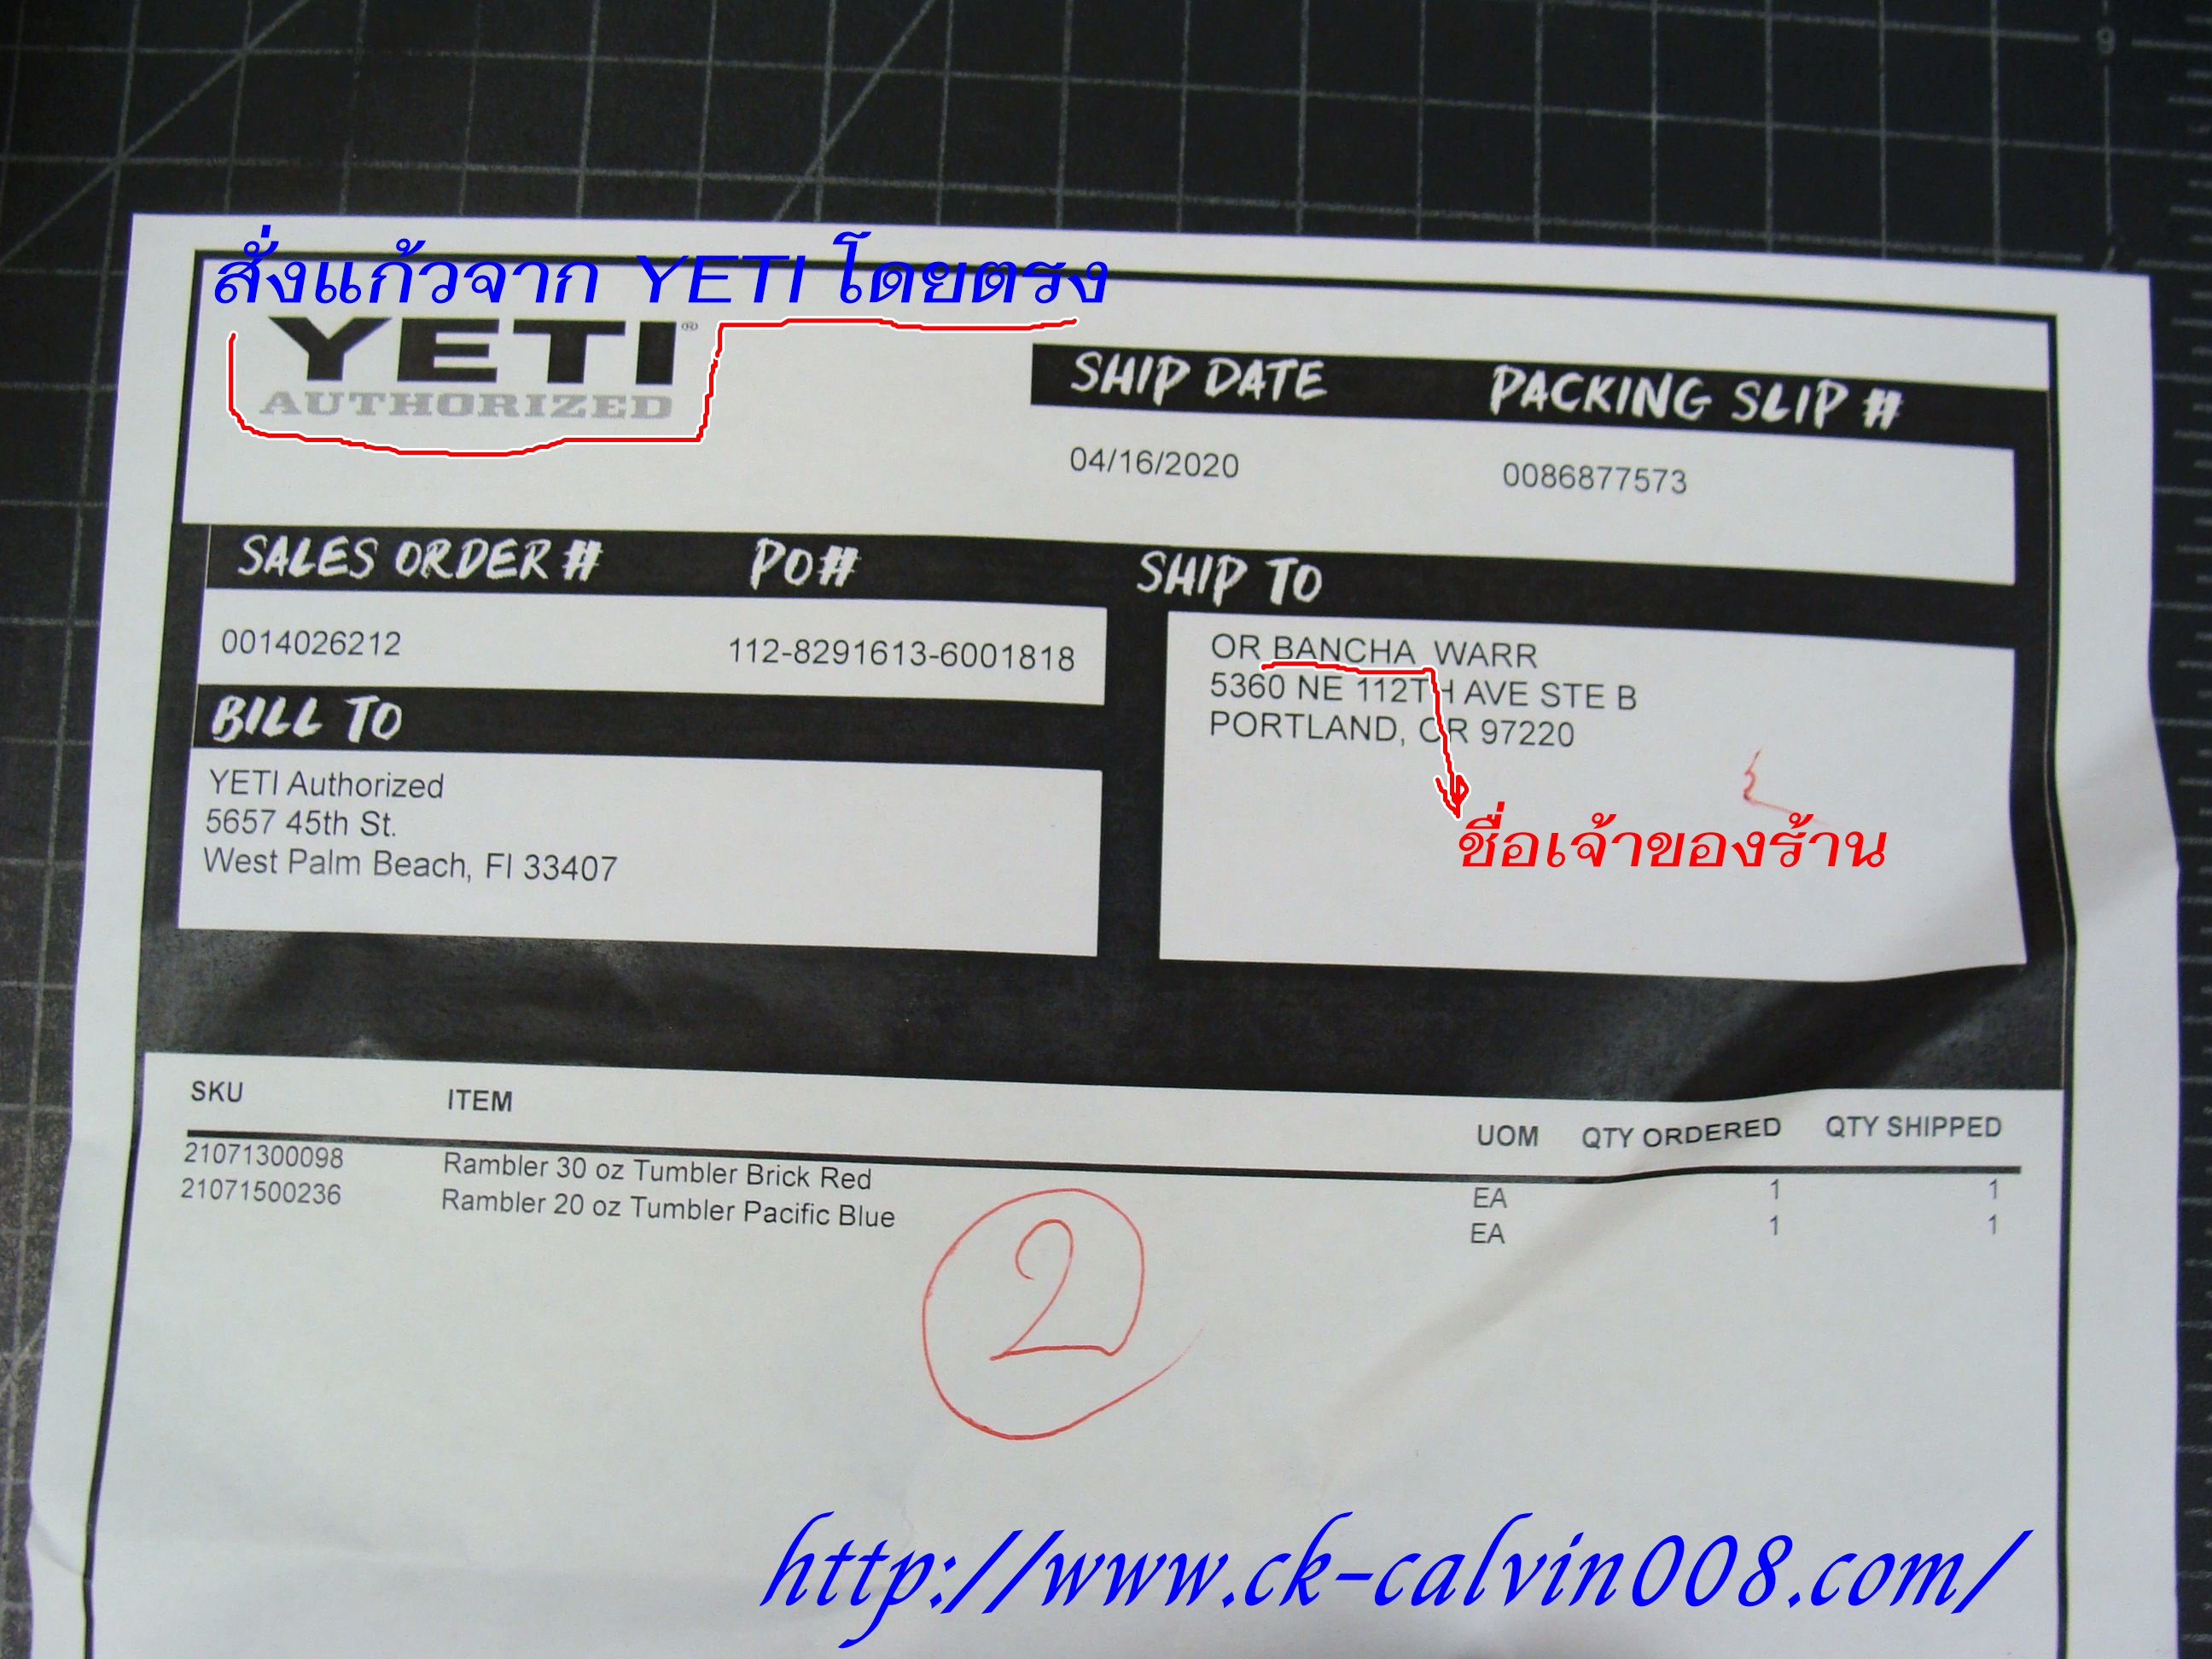 สั่งแก้วจาก YETI โดยตรง
YETI®
AUTHORIZED
SHIP DATE PACKING SLIP #
04/16/2020 0086877573
SALES ORDER # PO#
0014026212 112-8291613-6001818
SHIP TO
OR BANCHA WARR
5360 NE 112TH AVE STE B
PORTLAND, OR 97220
ชื่อเจ้าของร้าน
BILL TO
YETI Authorized
5657 45th St.
West Palm Beach, Fl 33407
SKU ITEM UOM QTY ORDERED QTY SHIPPED
21071300098 Rambler 30 oz Tumbler Brick Red EA 1 1
21071500236 Rambler 20 oz Tumbler Pacific Blue EA 1 1
2
http://www.ck-calvin008.com/